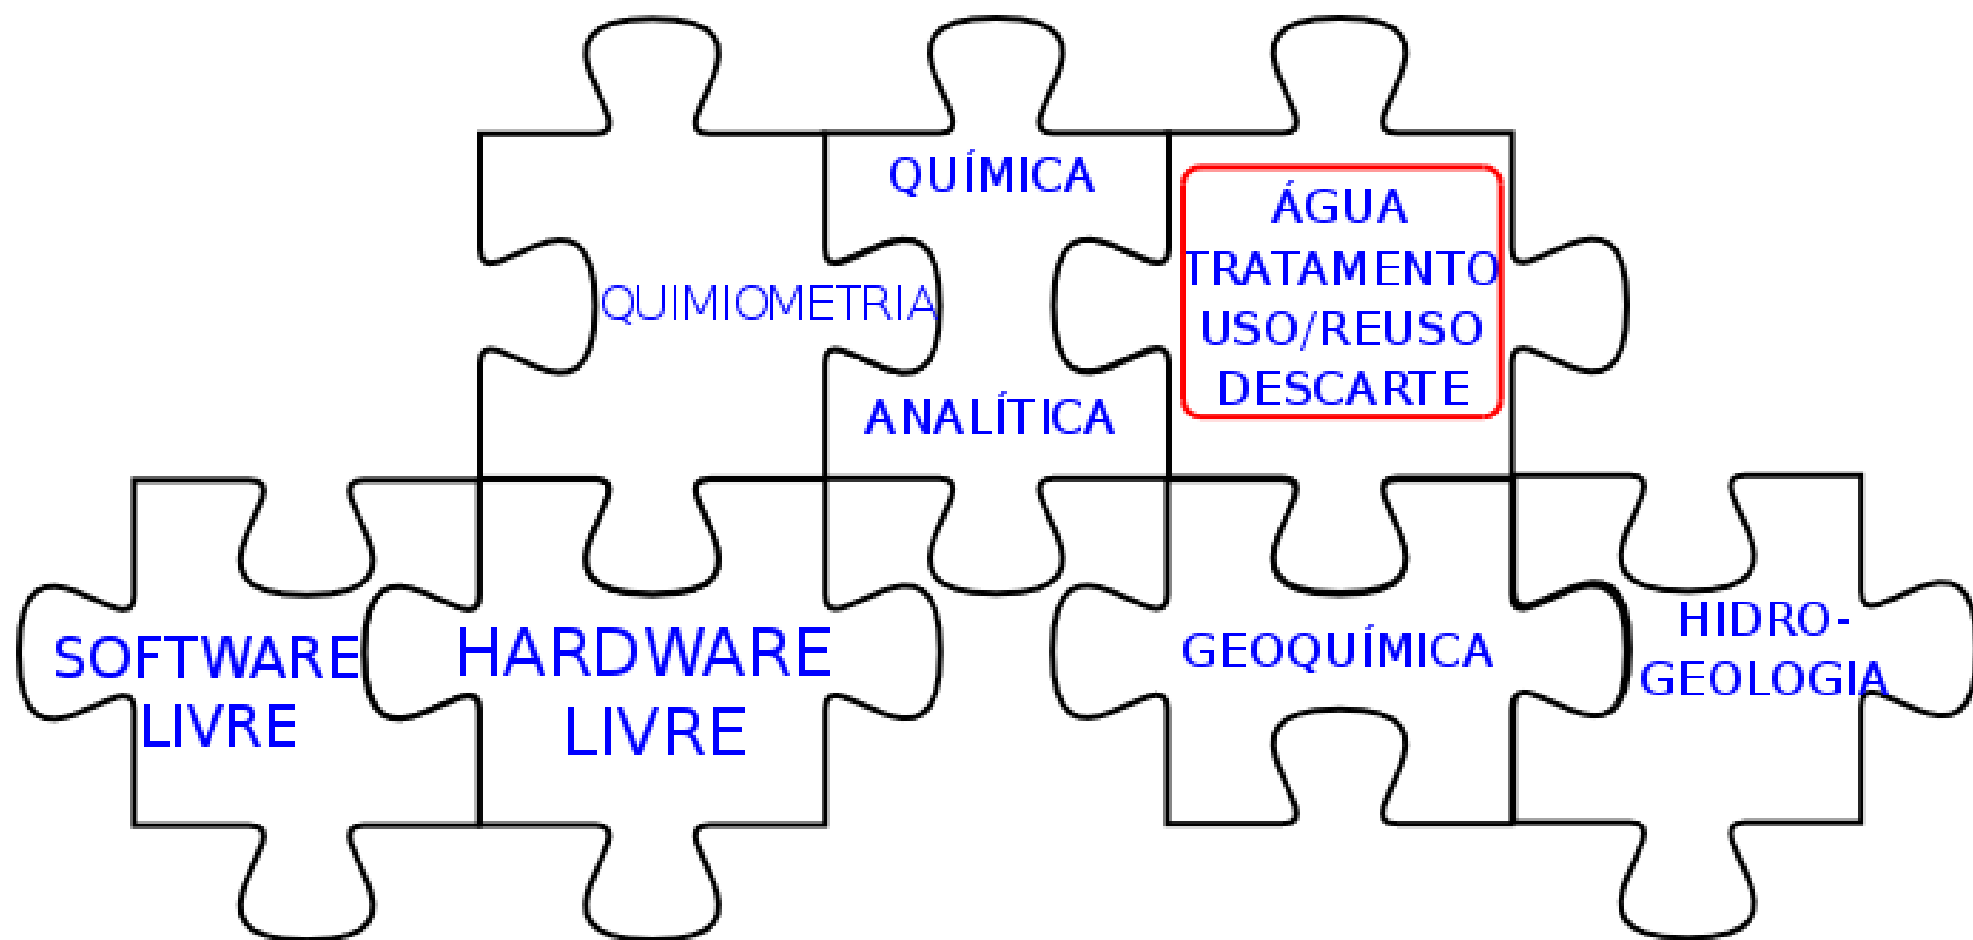 QUIMIOMETRIA
QUÍMICA
ANALÍTICA
ÁGUA
TRATAMENTO
USO/REUSO
DESCARTE
SOFTWARE
LIVRE
HARDWARE
LIVRE
GEOQUÍMICA
HIDRO-
GEOLOGIA